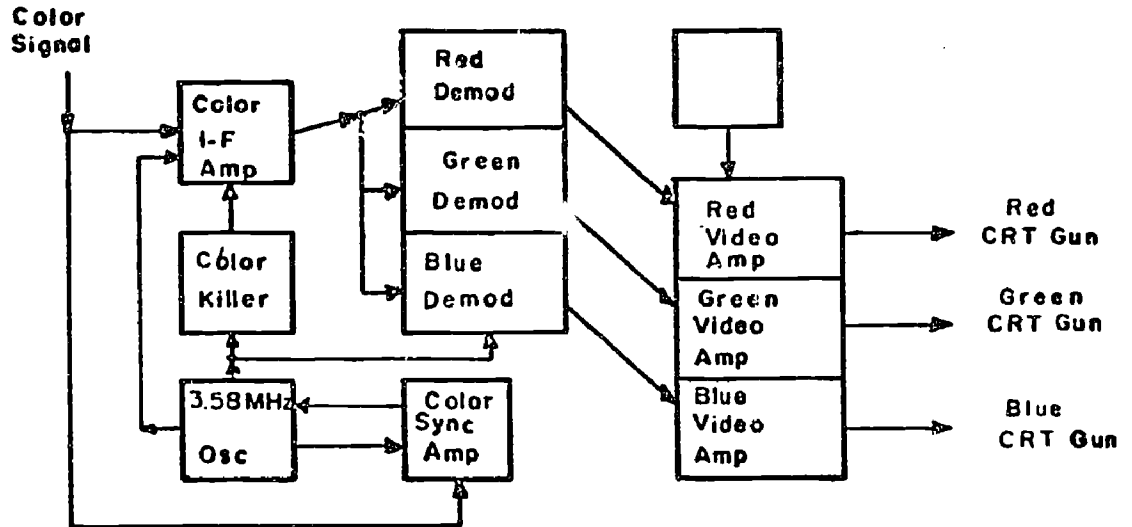 Color
Signal
Color
I-F
Amp
Red
Demod
Green
Demod
Blue
Demod
Color
Killer
3.58MHz
Osc
Color
Sync
Amp
Red
Video
Amp
Green
Video
Amp
Blue
Video
Amp
Red
CRT Gun
Green
CRT Gun
Blue
CRT Gun